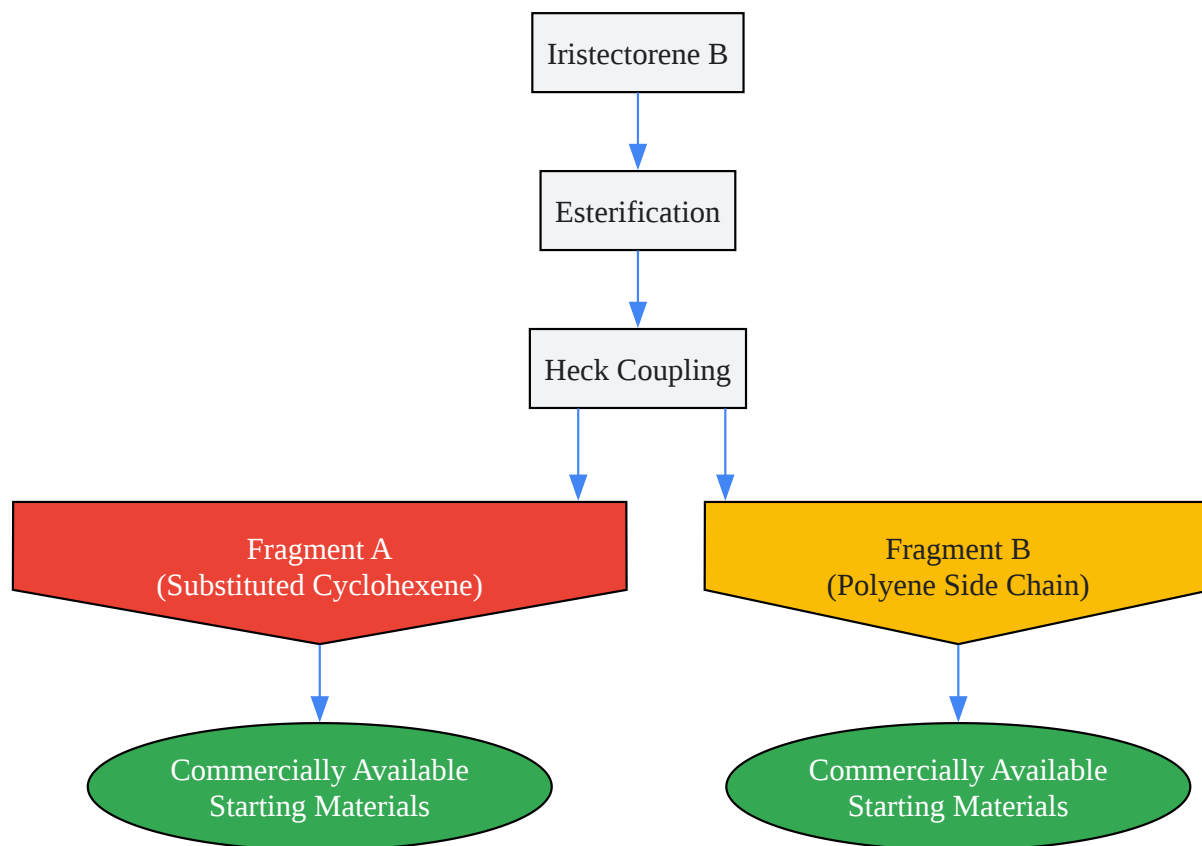 Iristectorene B
Esterification
Heck Coupling
Fragment A
(Substituted Cyclohexene)
Fragment B
(Polyene Side Chain)
Commercially Available
Starting Materials
Commercially Available
Starting Materials